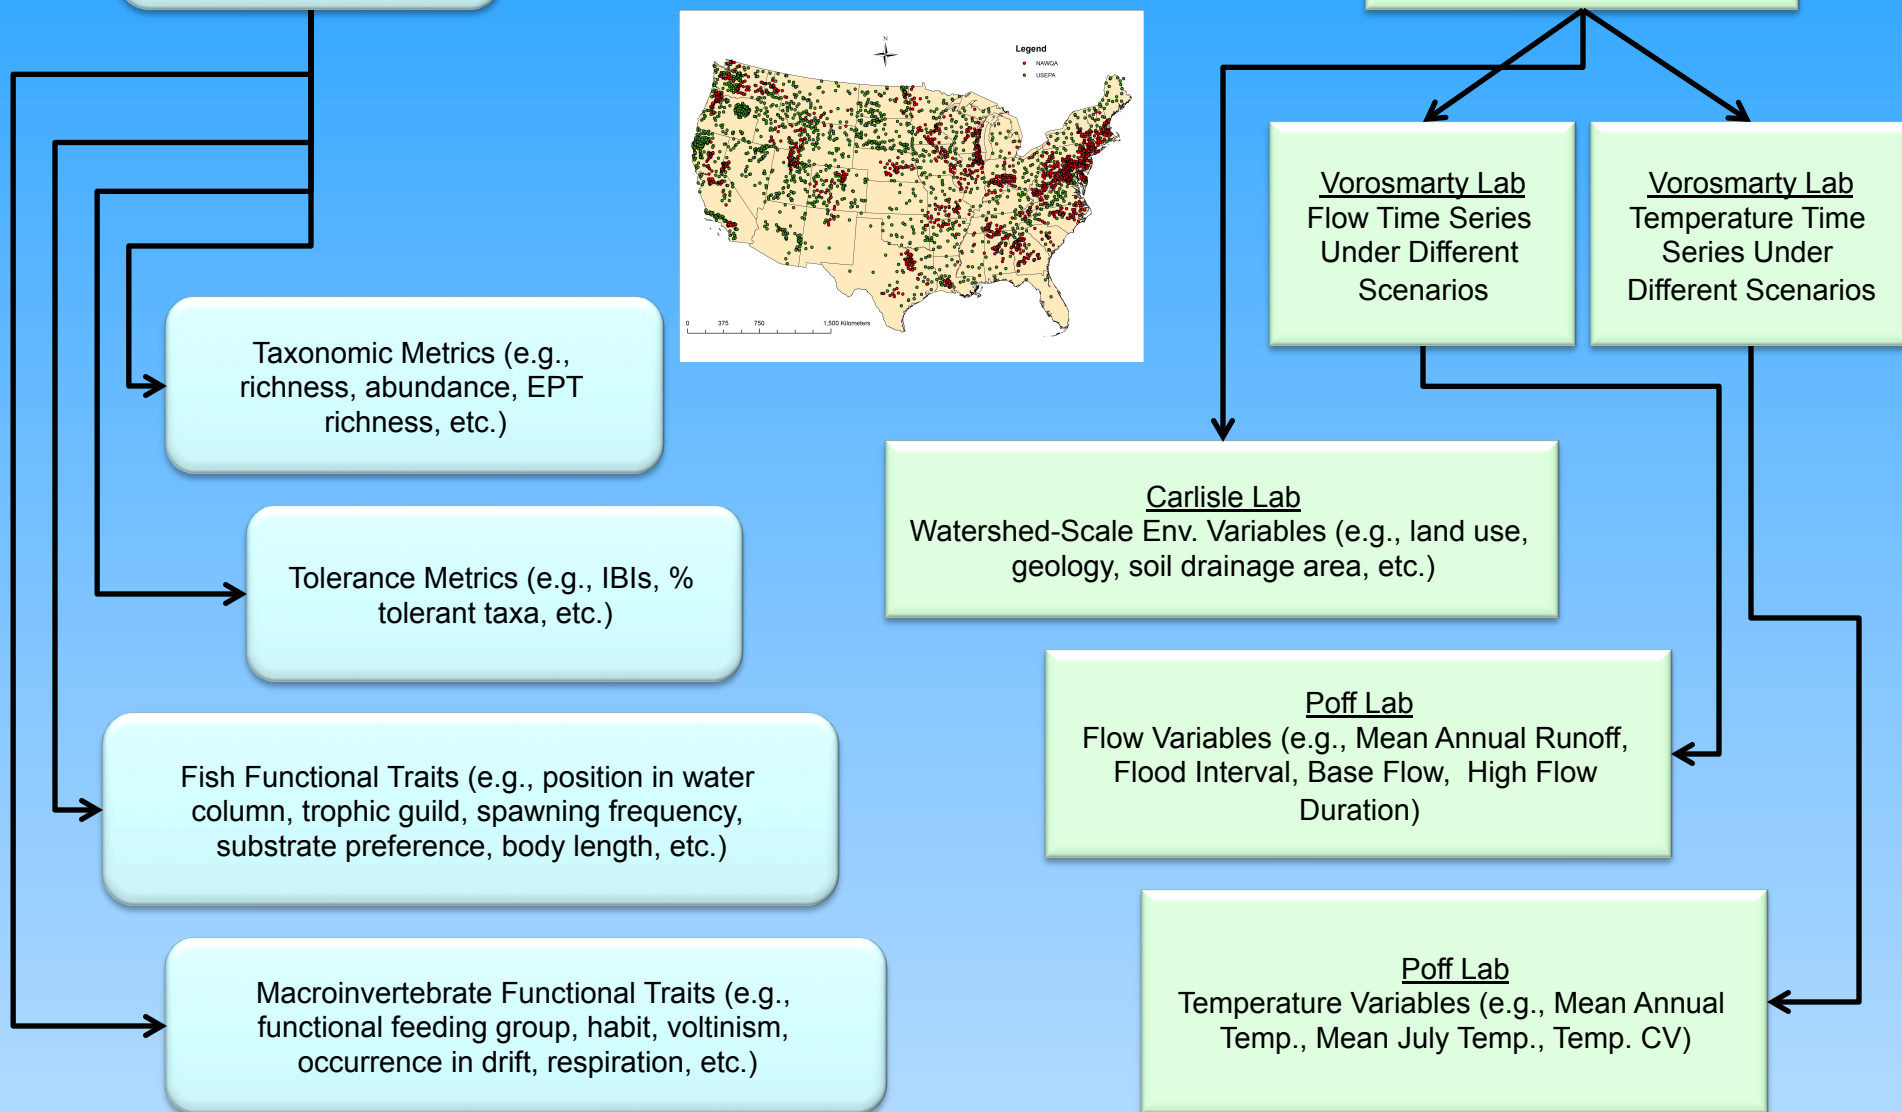 N
Legend
NAWQA
USEPA
0 375 750 1,500 Kilometers
Vorosmarty Lab
Flow Time Series
Under Different
Scenarios
Vorosmarty Lab
Temperature Time
Series Under
Different Scenarios
Taxonomic Metrics (e.g.,
richness, abundance, EPT
richness, etc.)
Carlisle Lab
Watershed-Scale Env. Variables (e.g., land use,
geology, soil drainage area, etc.)
Tolerance Metrics (e.g., IBIs, %
tolerant taxa, etc.)
Poff Lab
Flow Variables (e.g., Mean Annual Runoff,
Flood Interval, Base Flow, High Flow
Duration)
Fish Functional Traits (e.g., position in water
column, trophic guild, spawning frequency,
substrate preference, body length, etc.)
Macroinvertebrate Functional Traits (e.g.,
functional feeding group, habit, voltinism,
occurrence in drift, respiration, etc.)
Poff Lab
Temperature Variables (e.g., Mean Annual
Temp., Mean July Temp., Temp. CV)